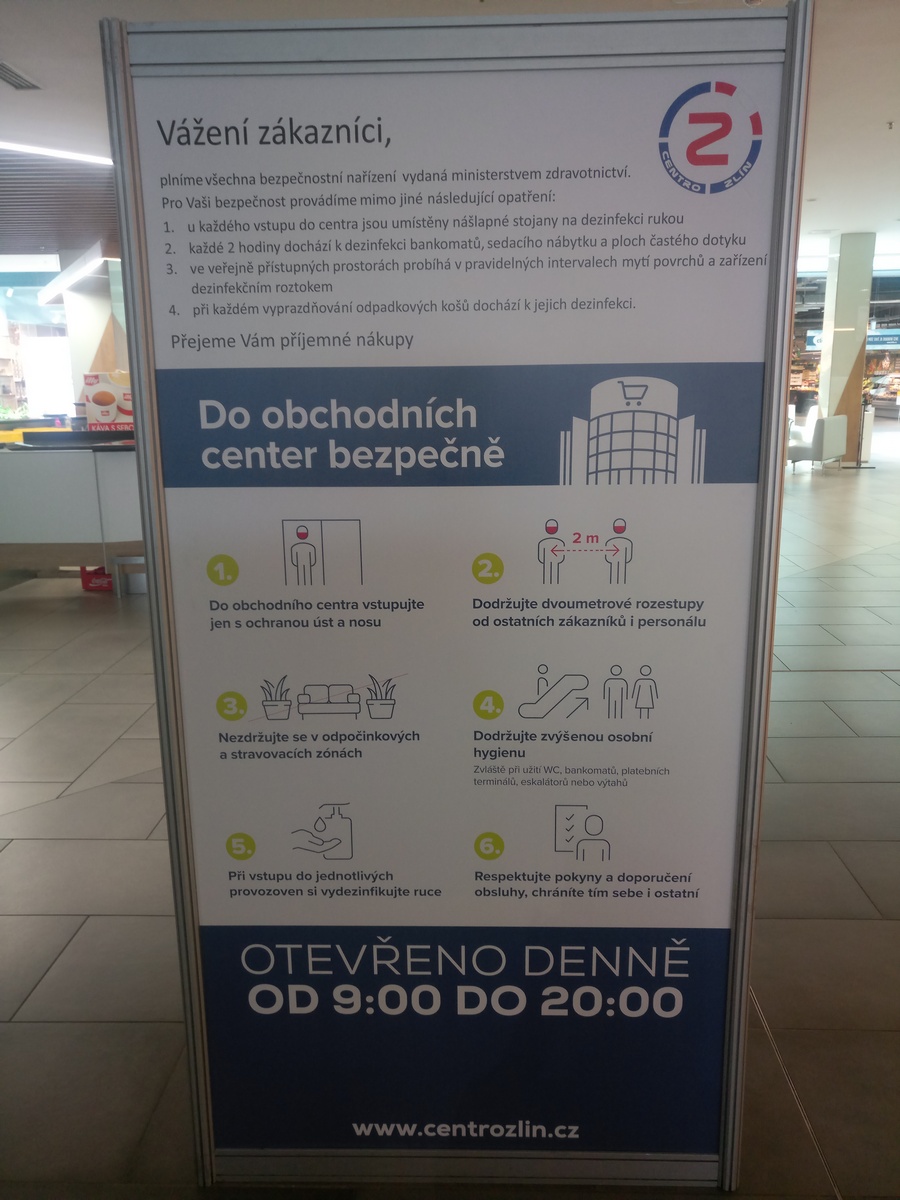 Vážení zákazníci,
plníme všechna bezpečnostní nařízení vydaná ministerstvem zdravotnictví.
Pro Vaši bezpečnost provádíme mimo jiné následující opatření:
1. u každého vstupu do centra jsou umístěny nášlapné stojany na dezinfekci rukou
2. každé 2 hodiny dochází k dezinfekci bankomatů, sedacího nábytku a ploch častého dotyku
3. ve veřejně přístupných prostorách probíhá v pravidelných intervalech mytí povrchů a zařízení
dezinfekčním roztokem
4. při každém vyprazdňování odpadkových košů dochází k jejich dezinfekci.
Přejeme Vám příjemné nákupy
2
CENTRO ZLÍN
Do obchodních
center bezpečně
1.
Do obchodního centra vstupujte
jen s ochranou úst a nosu
2 m
2.
Dodržujte dvoumetrové rozestupy
od ostatních zákazníků i personálu
3.
Nezdržujte se v odpočinkových
a stravovacích zónách
4.
Dodržujte zvýšenou osobní
hygienu
Zvláště při užití WC, bankomatů, platebních
terminálů, eskalátorů nebo výtahů
5.
Při vstupu do jednotlivých
provozoven si vydezinfikujte ruce
6.
Respektujte pokyny a doporučení
obsluhy, chráníte tím sebe i ostatní
OTEVŘENO DENNĚ
OD 9:00 DO 20:00
www.centrozlin.cz
KÁVA S SEBOU